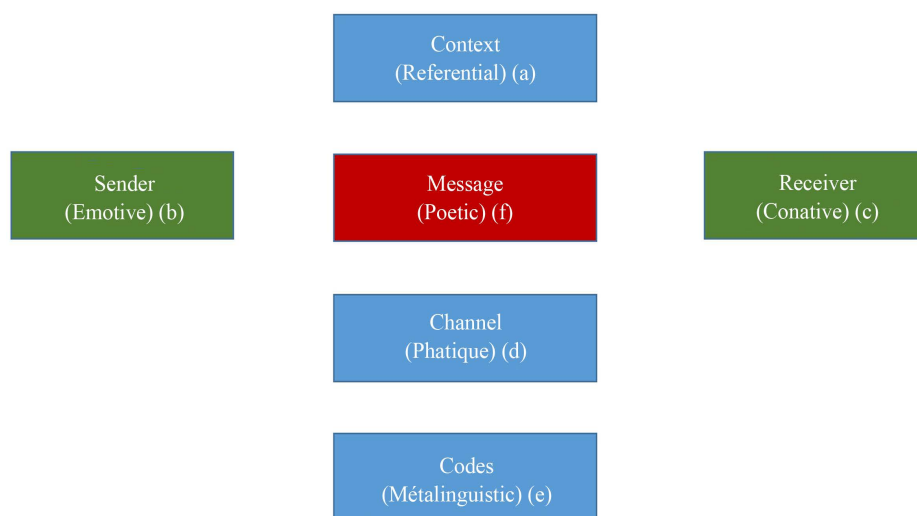 Context
(Referential) (a)
Sender
(Emotive) (b)
Message
(Poetic) (f)
Receiver
(Conative) (c)
Channel
(Phatique) (d)
Codes
(Métalinguistic) (e)